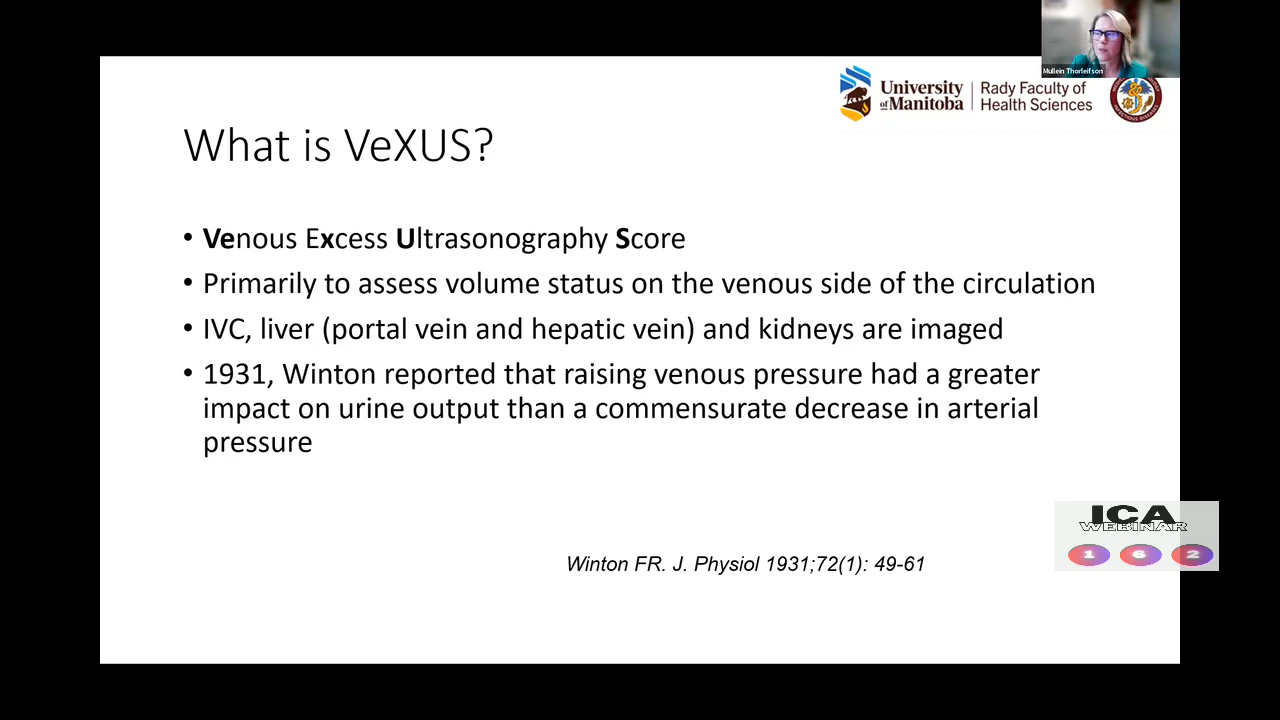 Mullein Thorleifson
University
of Manitoba
Rady Faculty of
Health Sciences
What is VeXUS?
• Venous Excess Ultrasonography Score
• Primarily to assess volume status on the venous side of the circulation
• IVC, liver (portal vein and hepatic vein) and kidneys are imaged
• 1931, Winton reported that raising venous pressure had a greater
impact on urine output than a commensurate decrease in arterial
pressure
ICA
WEBINAR
1 6 2
Winton FR. J. Physiol 1931;72(1): 49-61